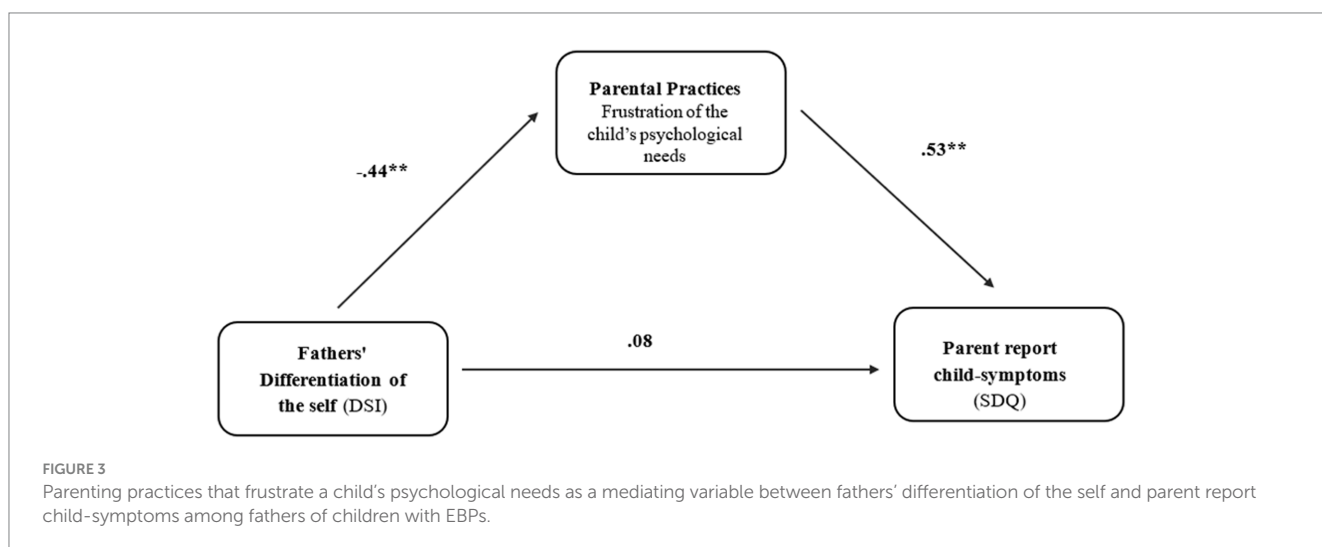 Parental Practices
Frustration of the
child's psychological
needs
-.44**
.53**
Fathers'
Differentiation of
the self (DSI)
.08
Parent report
child-symptoms
(SDQ)
FIGURE 3
Parenting practices that frustrate a child's psychological needs as a mediating variable between fathers' differentiation of the self and parent report
child-symptoms among fathers of children with EBPs.